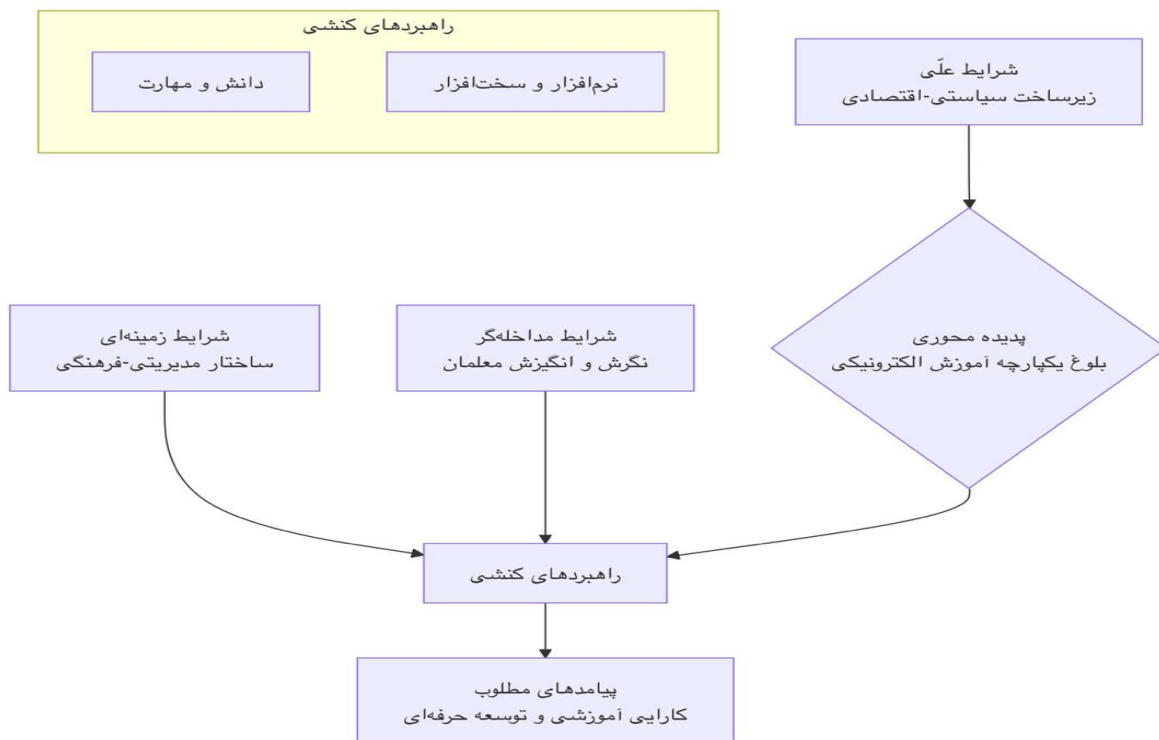 راهبردهای کنشی
نرم‌افزار و سخت‌افزار
دانش و مهارت
شرایط علّی
زیرساخت سیاستی-اقتصادی
پدیده محوری
بلوغ یکپارچه آموزش الکترونیکی
شرایط مداخله‌گر
نگرش و انگیزش معلمان
شرایط زمینه‌ای
ساختار مدیریتی-فرهنگی
راهبردهای کنشی
پیامدهای مطلوب
کارایی آموزشی و توسعه حرفه‌ای